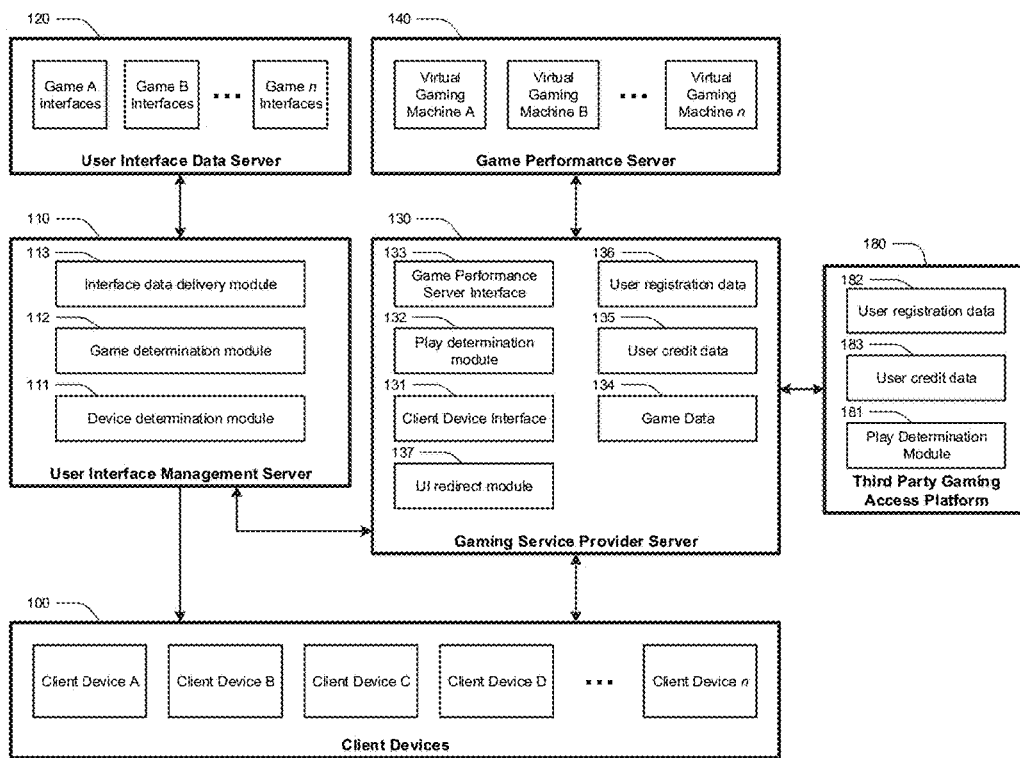 120
140
Game A
Interfaces
Game B
Interfaces
Game n
Interfaces
User Interface Data Server
Virtual
Gaming
Machine A
Virtual
Gaming
Machine B
Virtual
Gaming
Machine n
Game Performance Server
110
113
Interface data delivery module
112
Game determination module
111
Device determination module
User Interface Management Server
130
133
Game Performance
Server Interface
132
Play determination
module
131
Client Device Interface
137
UI redirect module
136
User registration data
135
User credit data
134
Game Data
Gaming Service Provider Server
180
182
User registration data
183
User credit data
181
Play Determination
Module
Third Party Gaming
Access Platform
100
Client Device A
Client Device B
Client Device C
Client Device D
Client Device n
Client Devices